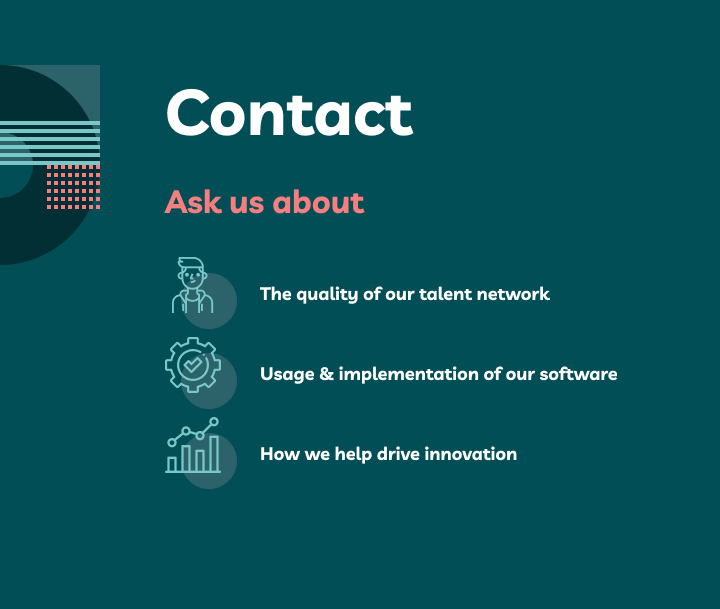 Contact
Ask us about
The quality of our talent network
Usage & implementation of our software
How we help drive innovation